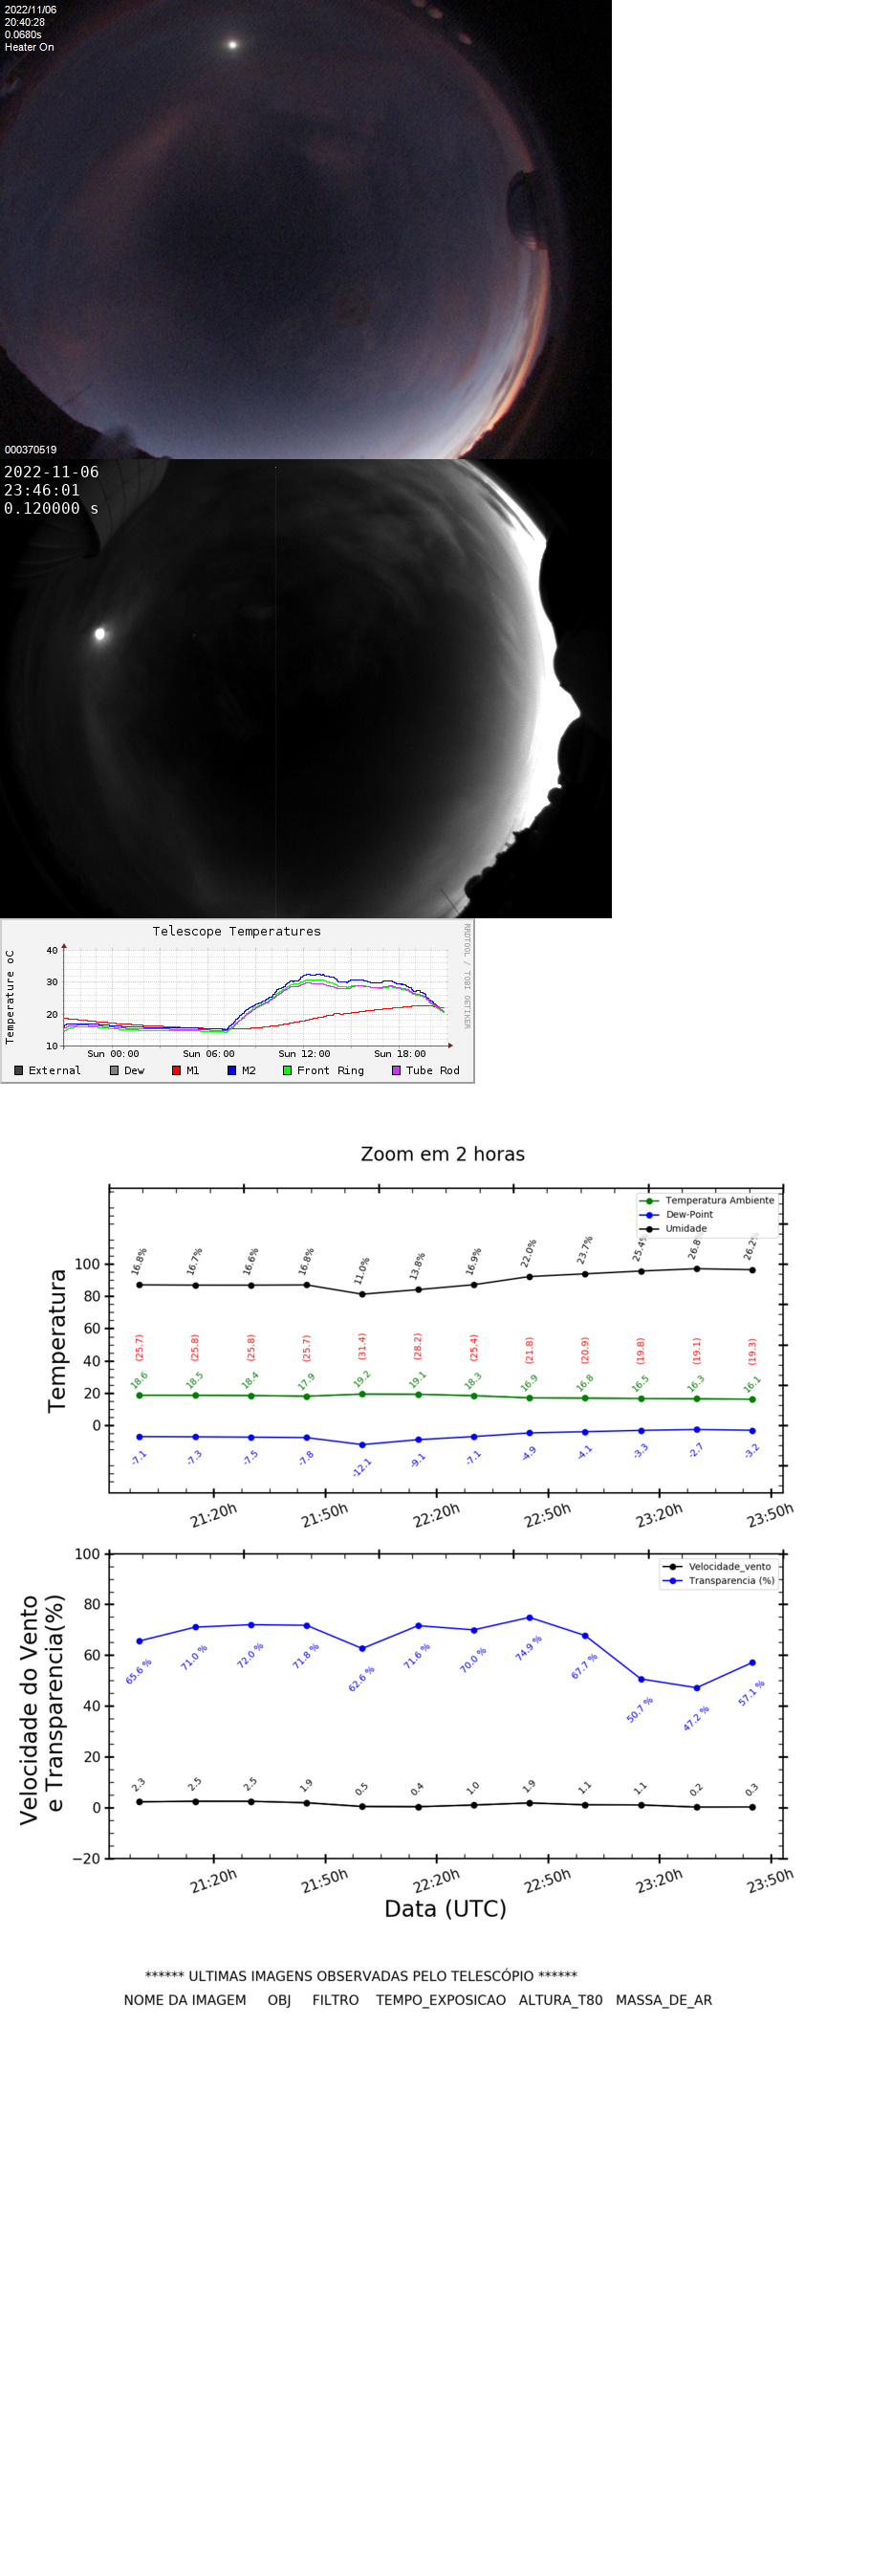 2022/11/06
20:40:28
0.0680s
Heater On
000370519
2022-11-06
23:46:01
0.120000 s
Telescope Temperatures
RRDTOOL / TOBI OETIKER
Temperature oC
40
30
20
10
Sun 00:00 Sun 06:00 Sun 12:00 Sun 18:00
External Dew M1 M2 Front Ring Tube Rod
Zoom em 2 horas
Temperatura Ambiente
Dew-Point
Umidade
Temperatura
100
80
60
40
20
0
16.8% 16.7% 16.6% 16.8% 11.0% 13.8% 16.9% 22.0% 23.7% 25.4% 26.8 26.2%
(25.7) (25.8) (25.8) (25.7) (31.4) (28.2) (25.4) (21.8) (20.9) (19.8) (19.1) (19.3)
18.6 18.5 18.4 17.9 19.2 19.1 18.3 16.9 16.8 16.5 16.3 16.1
-7.1 -7.3 -7.5 -7.8 -12.1 -9.1 -7.1 -4.9 -4.1 -3.3 -2.7 -3.2
21:20h 21:50h 22:20h 22:50h 23:20h 23:50h
Velocidade_vento
Transparencia (%)
Velocidade do Vento
e Transparencia(%)
100
80
60
40
20
0
−20
65.6 % 71.0 % 72.0 % 71.8 % 62.6 % 71.6 % 70.0 % 74.9 % 67.7 % 50.7 % 47.2 % 57.1 %
2.3 2.5 2.5 1.9 0.5 0.4 1.0 1.9 1.1 1.1 0.2 0.3
21:20h 21:50h 22:20h 22:50h 23:20h 23:50h
Data (UTC)
****** ULTIMAS IMAGENS OBSERVADAS PELO TELESCÓPIO ******
NOME DA IMAGEM OBJ FILTRO TEMPO_EXPOSICAO ALTURA_T80 MASSA_DE_AR